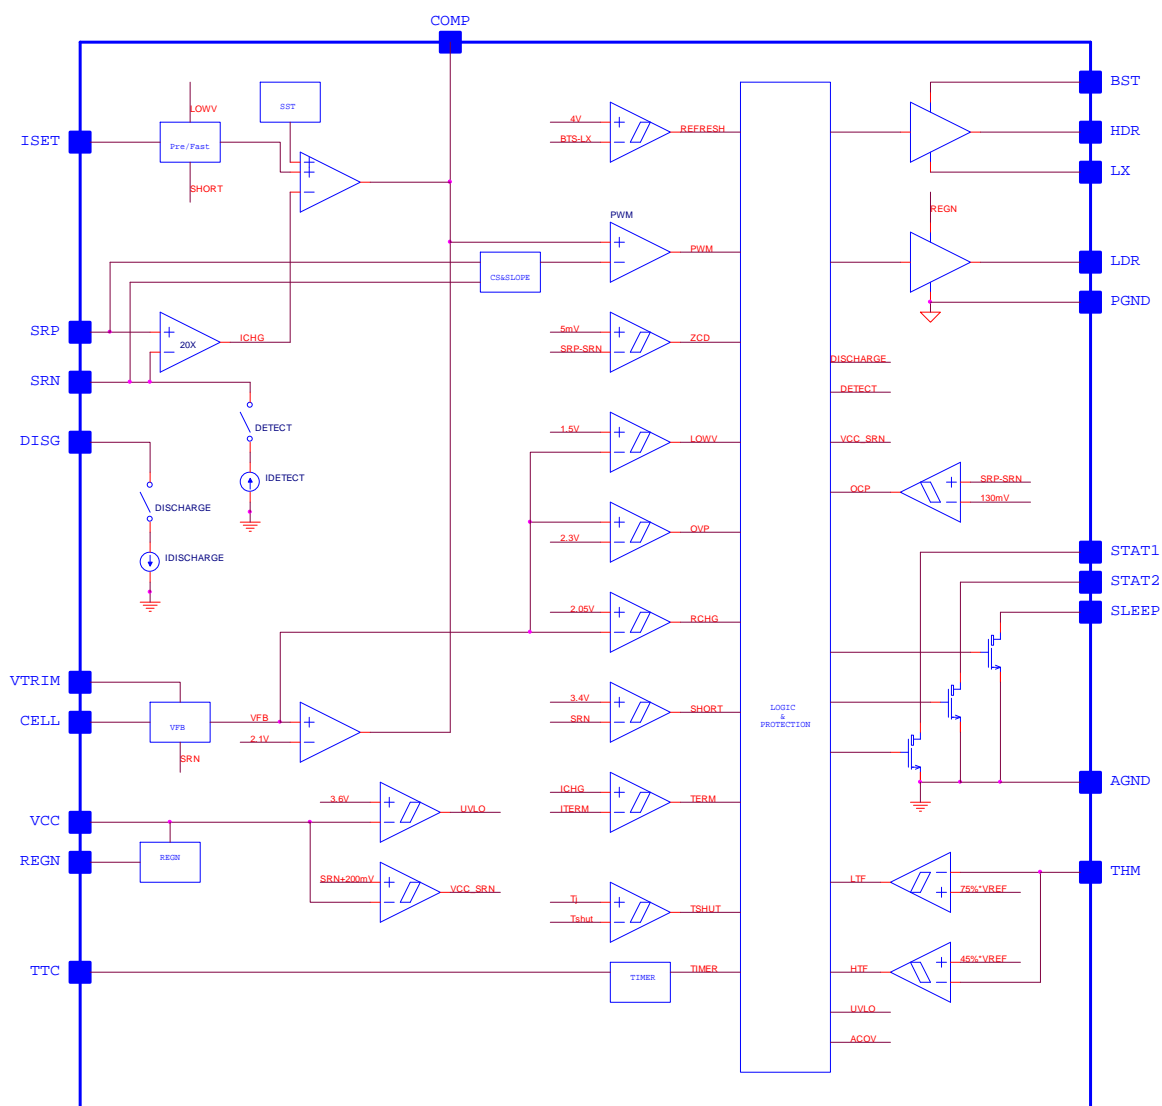 COMP
BST
LOWV
SST
4V
REFRESH
HDR
ISET
Pre/Fast
BTS-LX
LX
SHORT
REGN
PWM
PWM
LDR
CS&SLOPE
PGND
SRP
5mV
ICHG
20X
ZCD
SRP-SRN
DISCHARGE
SRN
DETECT
DETECT
1.5V
LOWV
VCC_SRN
DISG
IDETECT
SRP-SRN
OCP
130mV
DISCHARGE
OVP
2.3V
STAT1
IDISCHARGE
STAT2
2.05V
SLEEP
RCHG
VTRIM
3.4V
SHORT
LOGIC
&
PROTECTION
CELL
VFB
VFB
SRN
2.1V
SRN
AGND
ICHG
3.6V
TERM
UVLO
ITERM
VCC
REGN
REGN
LTF
THM
SRN+200mV
VCC_SRN
75%*VREF
Tj
TSHUT
Tshut
45%*VREF
TTC
TIMER
TIMER
HTF
UVLO
ACOV